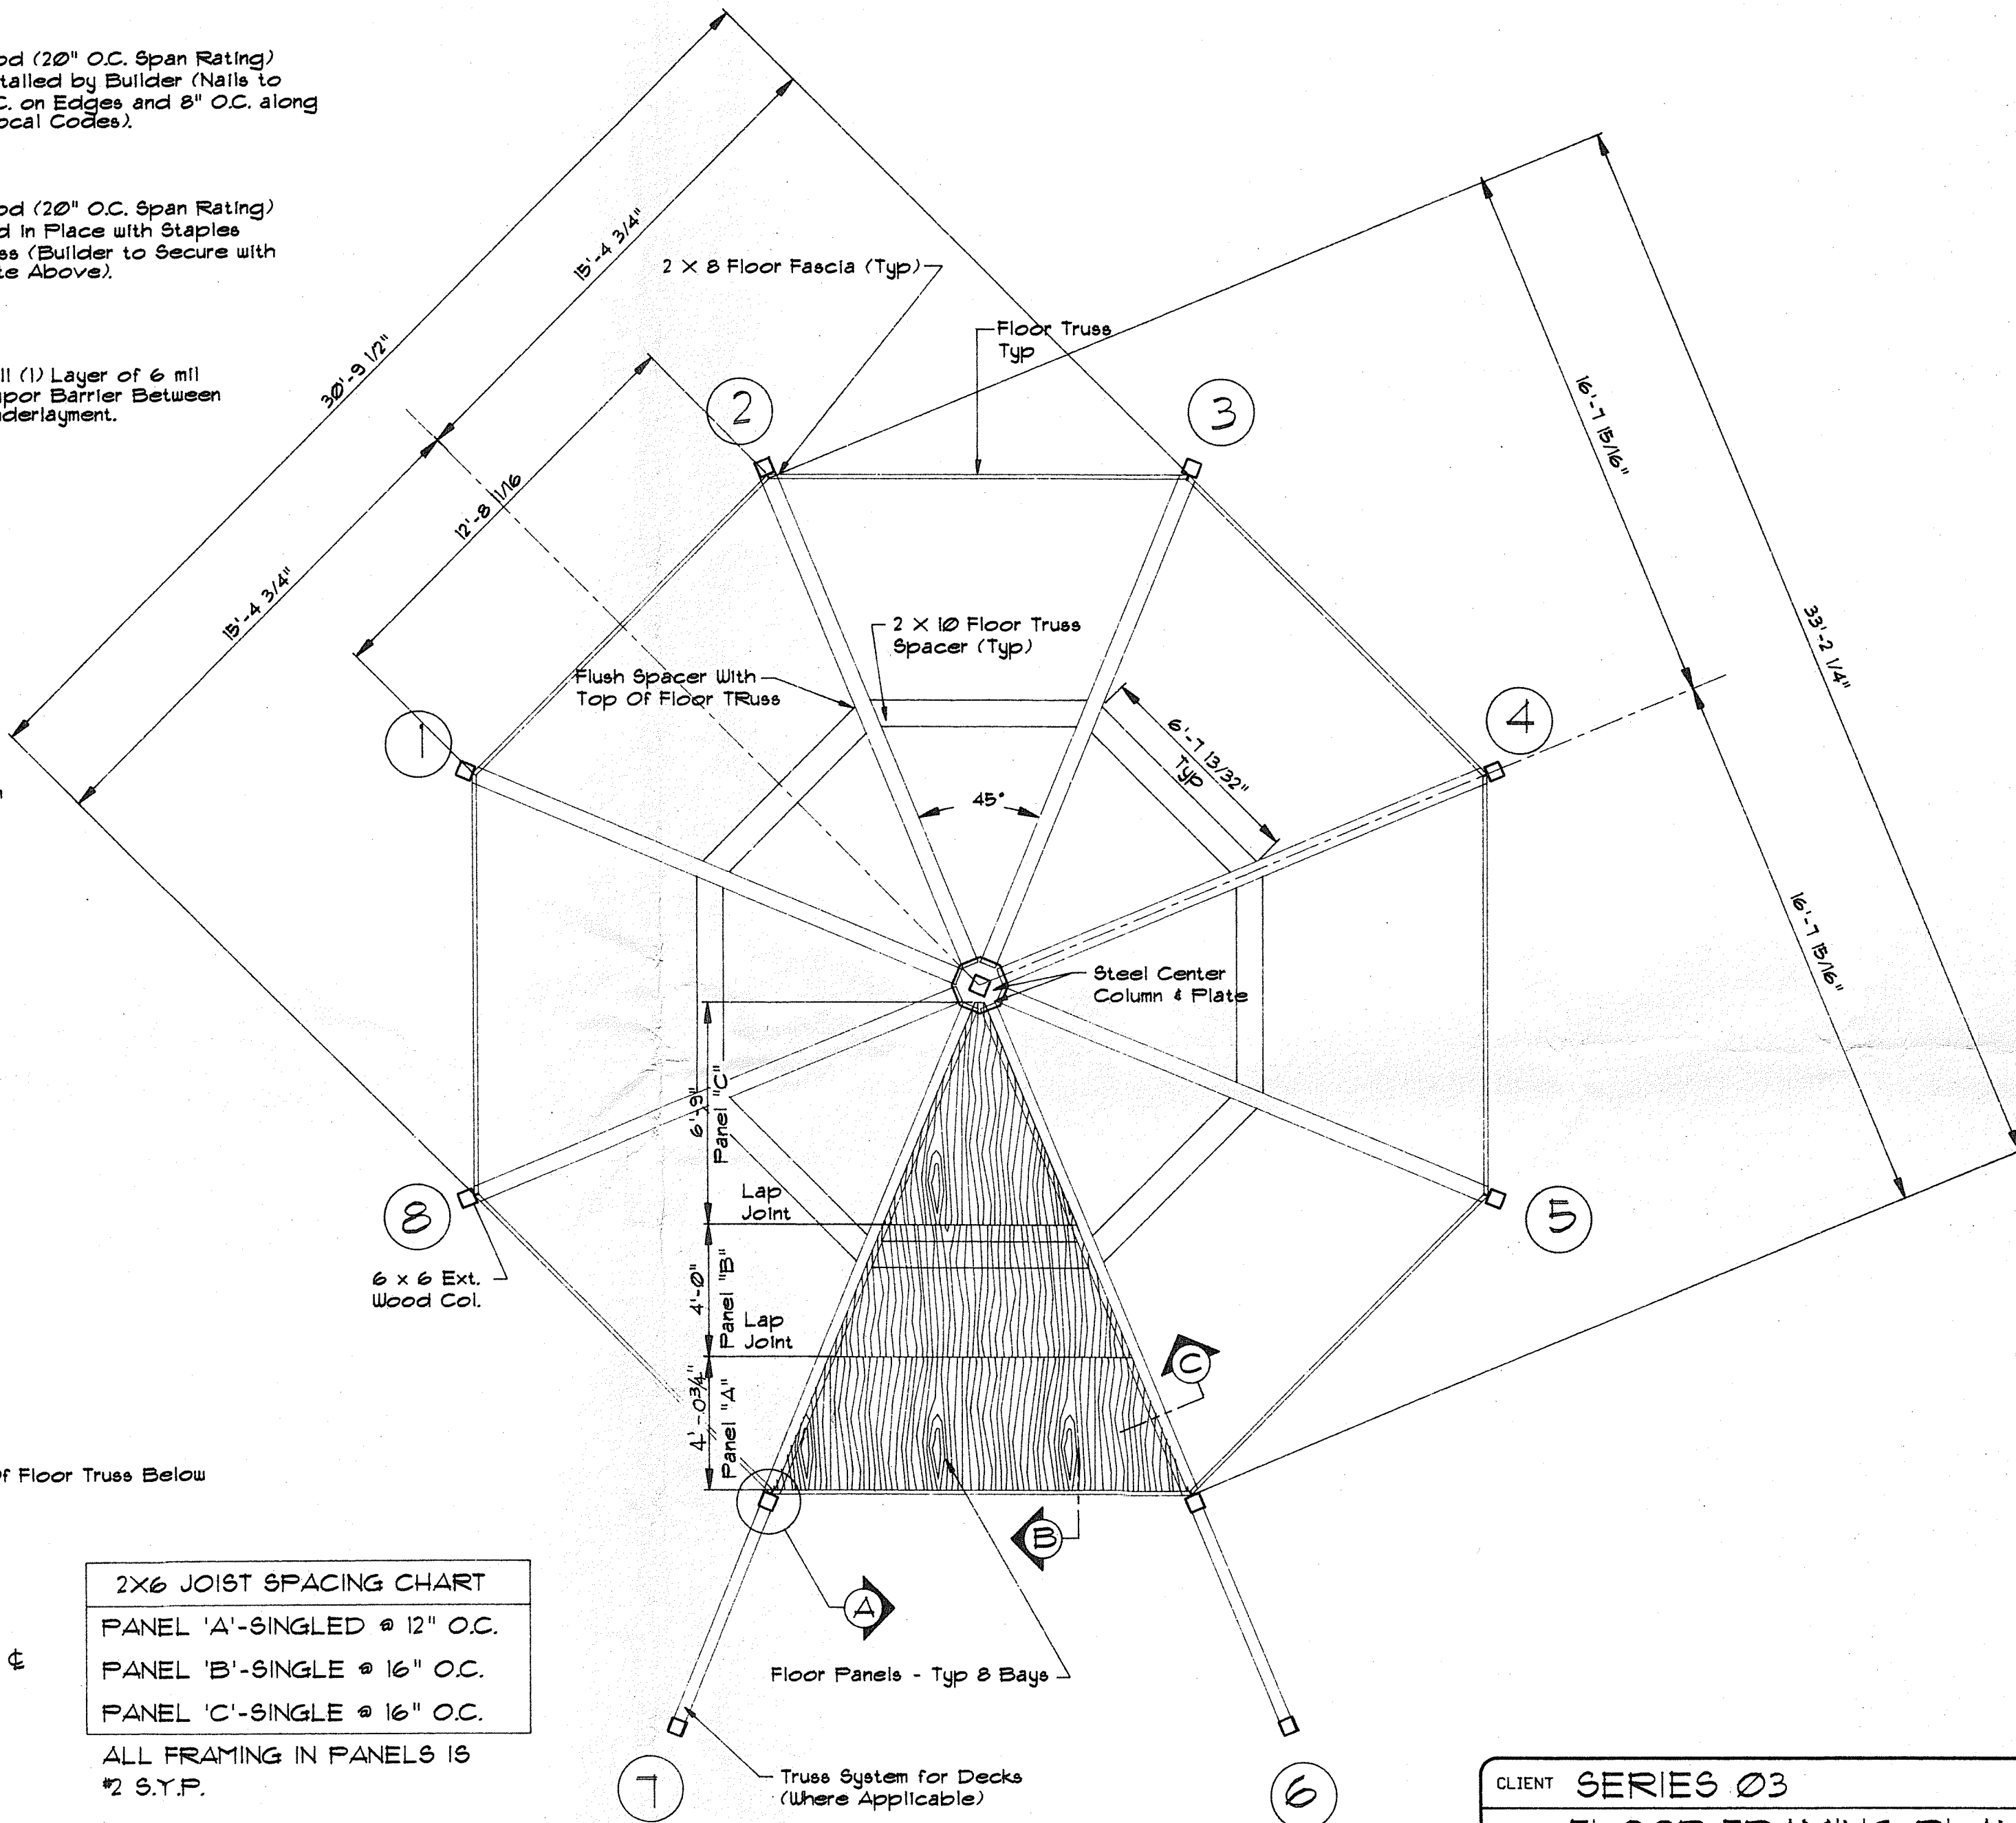 od (20" O.C. Span Rating)
talled by Builder (Nails to
C. on Edges and 8" O.C. along
ocal Codes).
od (20" O.C. Span Rating)
d in Place with Staples
ss (Builder to Secure with
te Above).
ll (1) Layer of 6 mil
por Barrier Between
derlayment.
30'-9 1/2"
15'-4 3/4"
15'-4 3/4"
12'-8 1/16
2 X 8 Floor Fascia (Typ)
Floor Truss
Typ
2
3
16'-7 15/16"
33'-2 1/4"
16'-7 15/16"
2 X 10 Floor Truss
Spacer (Typ)
Flush Spacer With
Top Of Floor TRuss
6'-7 13/32"
Typ
1
4
45°
Steel Center
Column & Plate
6'-9"
Panel "C"
Lap
Joint
4'-0"
Panel "B"
Lap
Joint
4'-0 3/4"
Panel "A"
8
5
6 x 6 Ext.
Wood Col.
C
B
A
f Floor Truss Below
2X6 JOIST SPACING CHART
PANEL 'A'-SINGLED @ 12" O.C.
PANEL 'B'-SINGLE @ 16" O.C.
PANEL 'C'-SINGLE @ 16" O.C.
ALL FRAMING IN PANELS IS
#2 S.Y.P.
℄
Floor Panels - Typ 8 Bays
Truss System for Decks
(Where Applicable)
7
6
CLIENT SERIES 03
FLOOR FRAMING PLAN